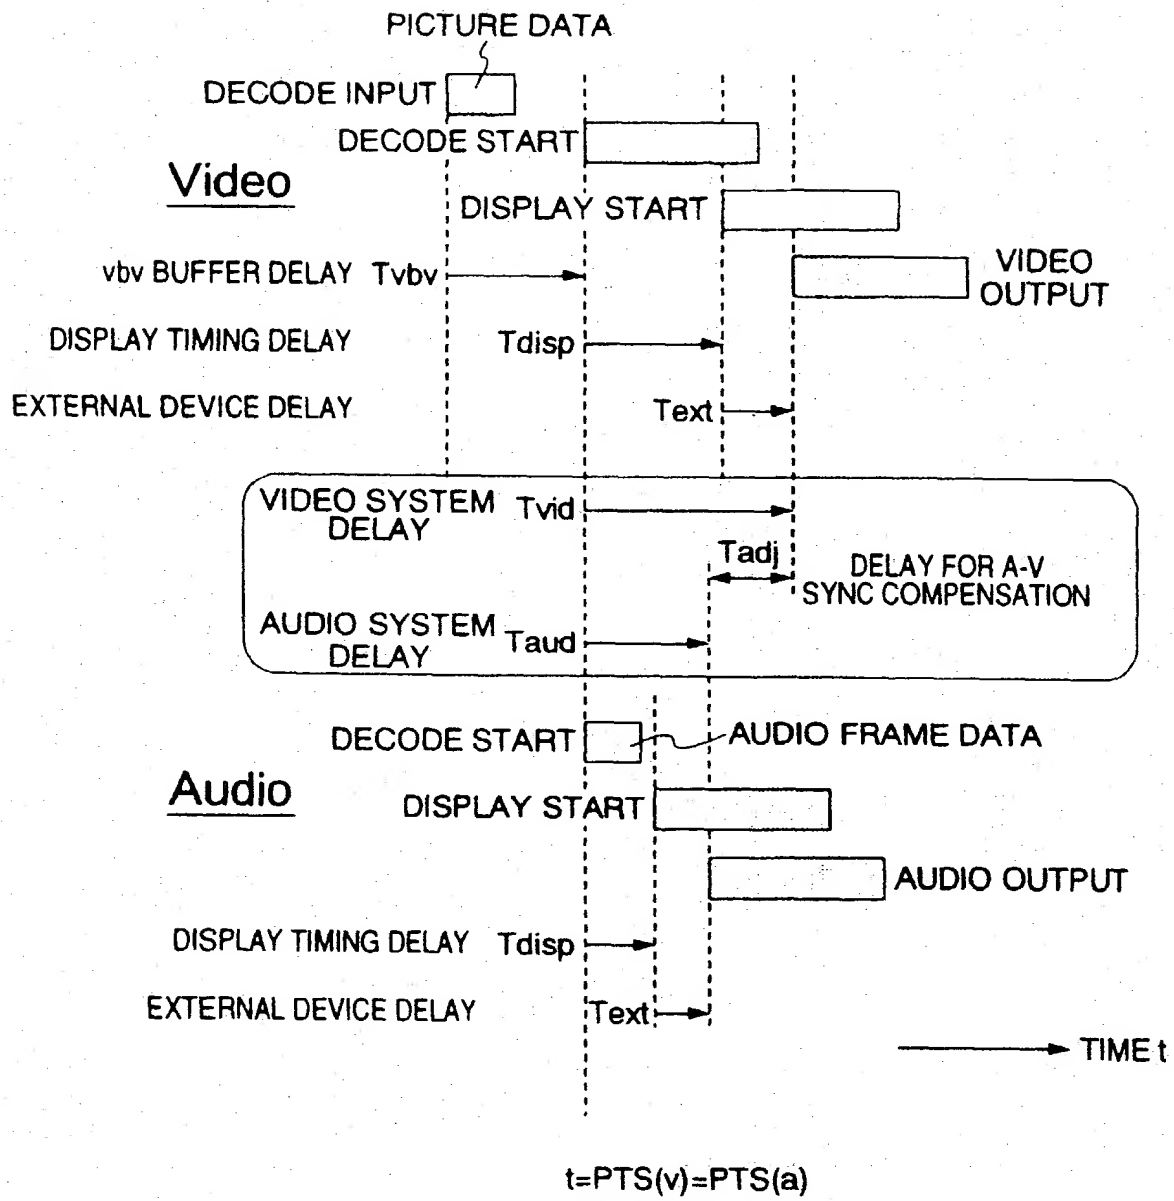 PICTURE DATA
DECODE INPUT
DECODE START
Video
DISPLAY START
VIDEO
OUTPUT
vbv BUFFER DELAY Tvbv
DISPLAY TIMING DELAY Tdisp
EXTERNAL DEVICE DELAY Text
VIDEO SYSTEM
DELAY
Tvid
Tadj
DELAY FOR A-V
SYNC COMPENSATION
AUDIO SYSTEM
DELAY
Taud
DECODE START
AUDIO FRAME DATA
Audio
DISPLAY START
AUDIO OUTPUT
DISPLAY TIMING DELAY Tdisp
EXTERNAL DEVICE DELAY Text
TIME t
t=PTS(v)=PTS(a)